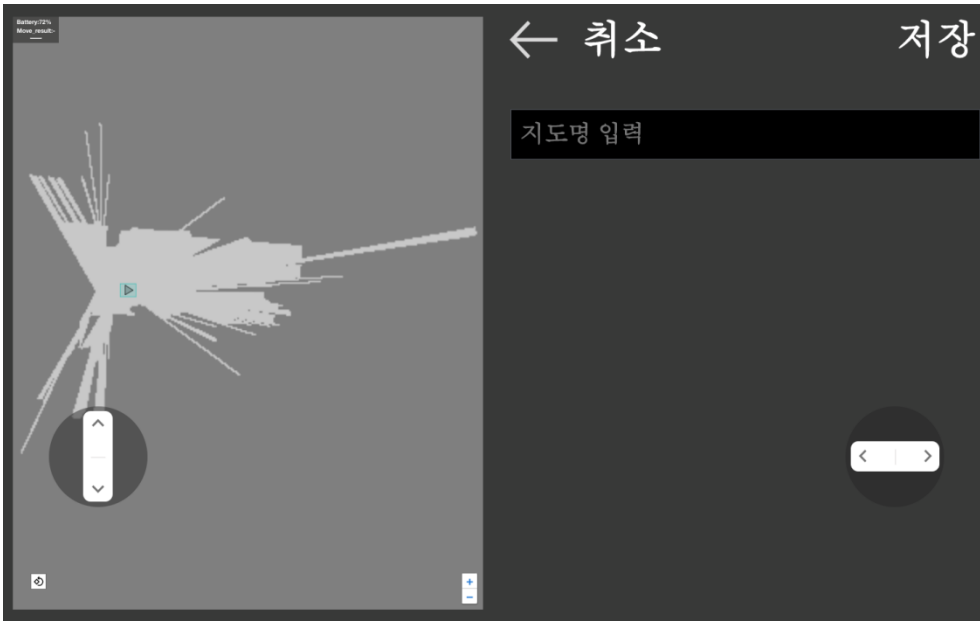 Battery:72%
Move_result:-
취소
저장
지도명 입력
+
−